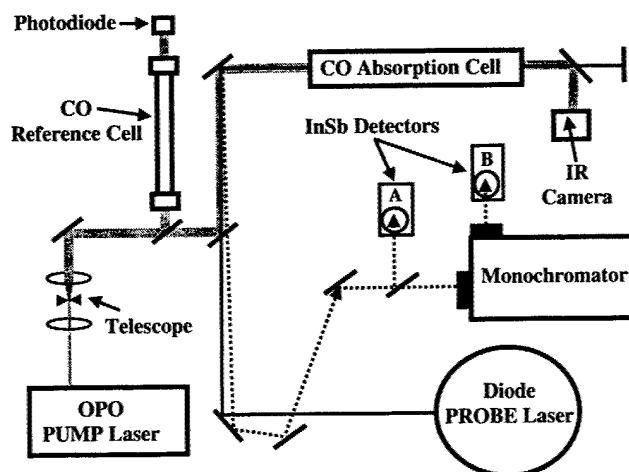 Photodiode
CO
Reference Cell
CO Absorption Cell
InSb Detectors
A
B
IR
Camera
Monochromator
Telescope
OPO
PUMP Laser
Diode
PROBE Laser